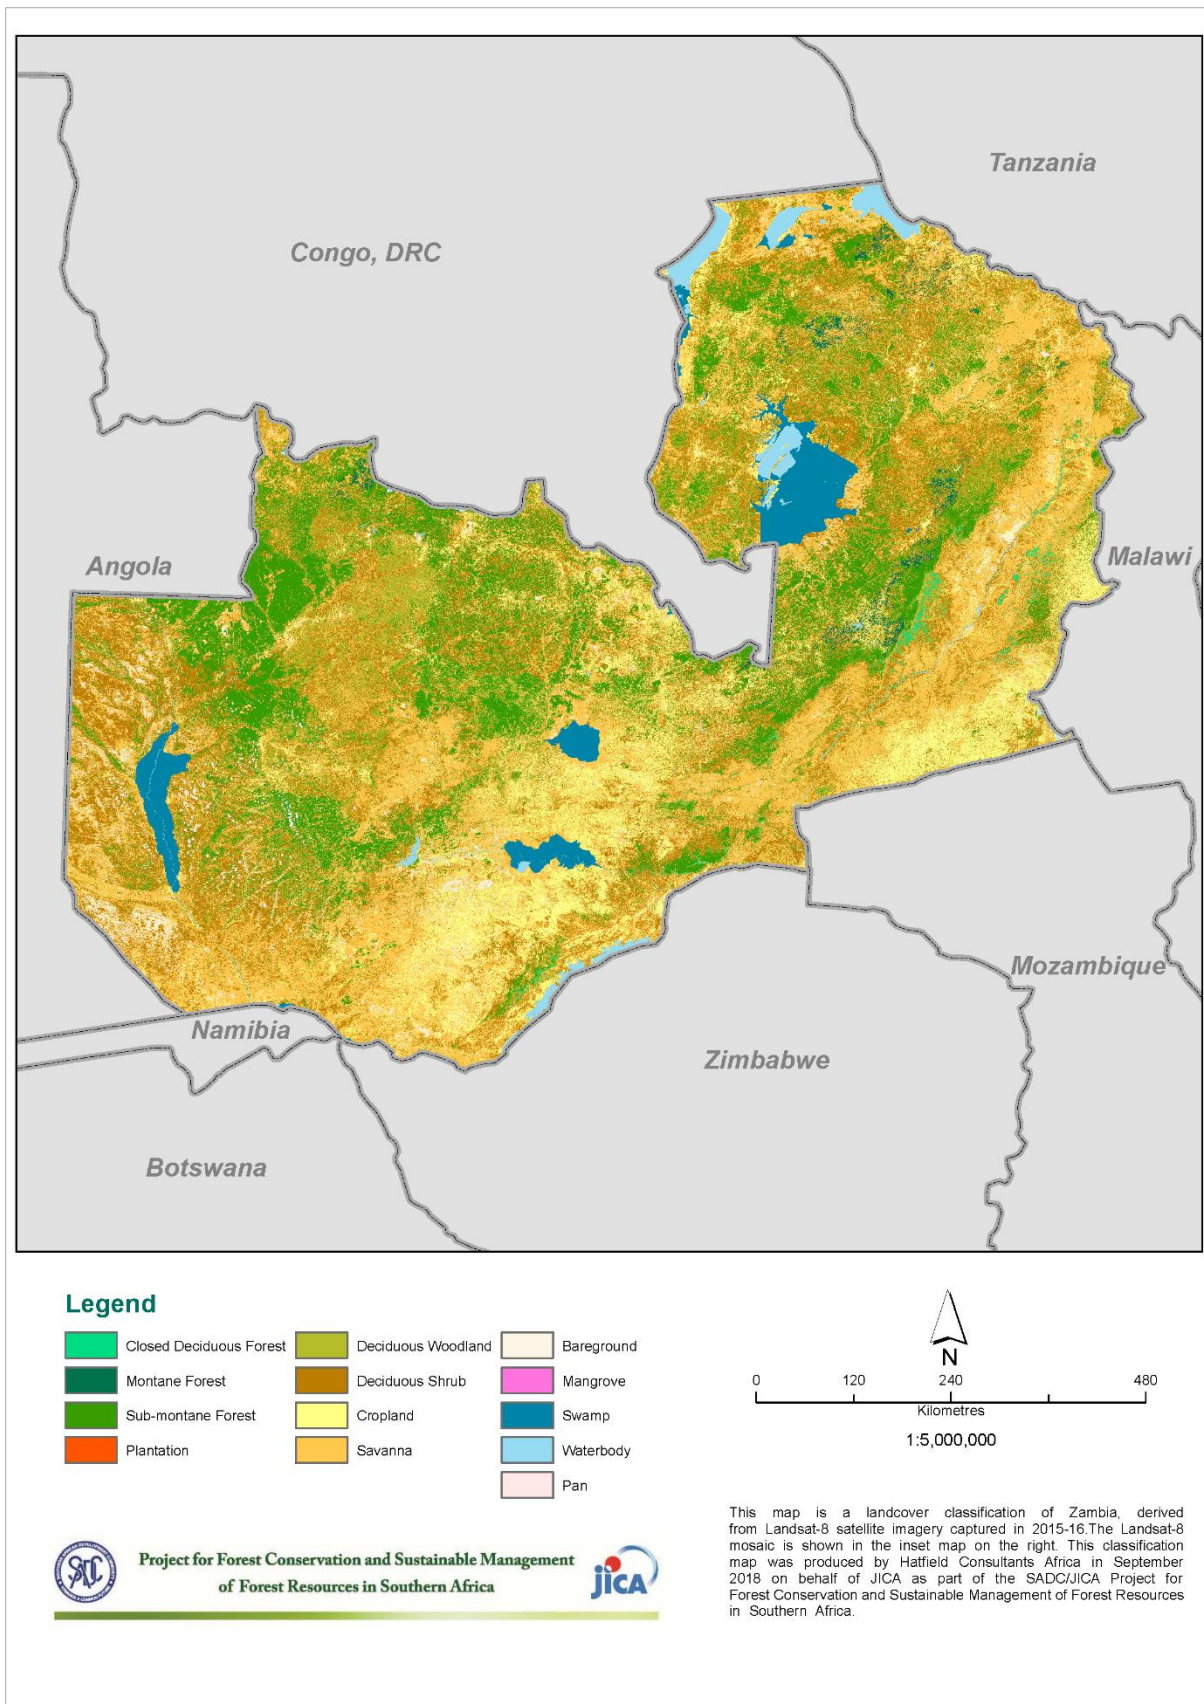 Tanzania
Congo, DRC
Angola
Malawi
Mozambique
Namibia
Zimbabwe
Botswana
Legend
Closed Deciduous Forest
Montane Forest
Sub-montane Forest
Plantation
Deciduous Woodland
Deciduous Shrub
Cropland
Savanna
Bareground
Mangrove
Swamp
Waterbody
Pan
N
0 120 240 480
Kilometres
1:5,000,000
This map is a landcover classification of Zambia, derived
from Landsat-8 satellite imagery captured in 2015-16.The Landsat-8
mosaic is shown in the inset map on the right. This classification
map was produced by Hatfield Consultants Africa in September
2018 on behalf of JICA as part of the SADC/JICA Project for
Forest Conservation and Sustainable Management of Forest Resources
in Southern Africa.
SADC
Project for Forest Conservation and Sustainable Management
of Forest Resources in Southern Africa
jICA